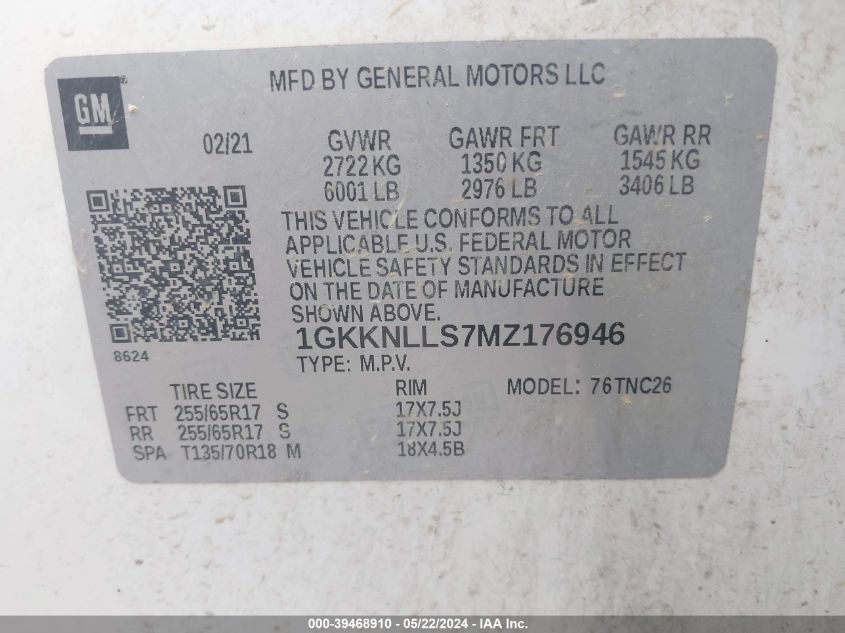 MFD BY GENERAL MOTORS LLC
GM®
02/21 GVWR GAWR FRT GAWR RR
2722 KG 1350 KG 1545 KG
6001 LB 2976 LB 3406 LB
THIS VEHICLE CONFORMS TO ALL
APPLICABLE U.S. FEDERAL MOTOR
VEHICLE SAFETY STANDARDS IN EFFECT
ON THE DATE OF MANUFACTURE
SHOWN ABOVE.
8624
1GKKNLLS7MZ176946
TYPE: M.P.V.
TIRE SIZE RIM MODEL: 76TNC26
FRT 255/65R17 S 17X7.5J
RR 255/65R17 S 17X7.5J
SPA T135/70R18 M 18X4.5B
000-39468910 - 05/22/2024 - IAA Inc.